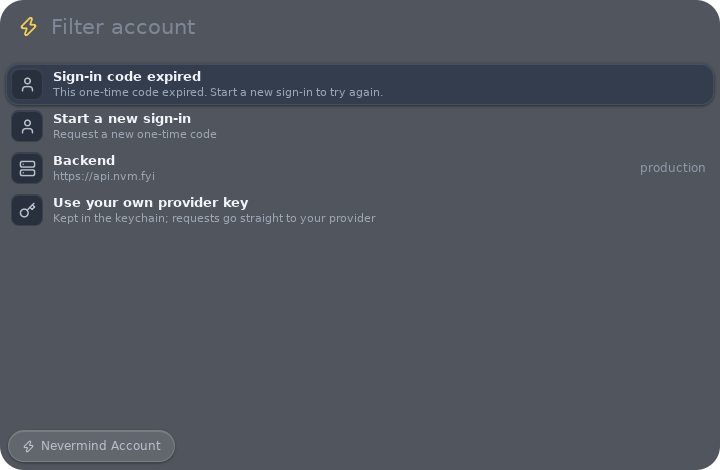 Filter account
Sign-in code expired
This one-time code expired. Start a new sign-in to try again.
Start a new sign-in
Request a new one-time code
Backend
https://api.nvm.fyi
production
Use your own provider key
Kept in the keychain; requests go straight to your provider
Nevermind Account